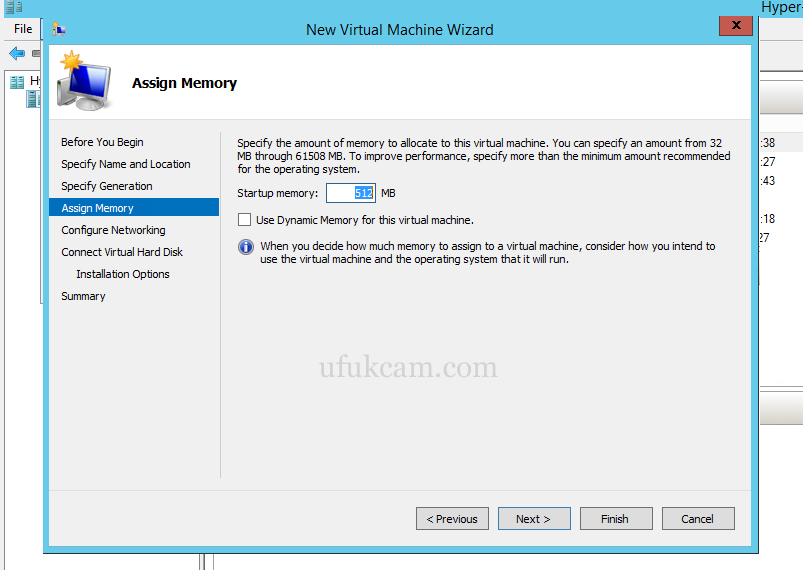 Hyper-
New Virtual Machine Wizard
File
Assign Memory
Before You Begin
Specify Name and Location
Specify Generation
Assign Memory
Configure Networking
Connect Virtual Hard Disk
Installation Options
Summary
Specify the amount of memory to allocate to this virtual machine. You can specify an amount from 32
MB through 61508 MB. To improve performance, specify more than the minimum amount recommended
for the operating system.
Startup memory: 512 MB
Use Dynamic Memory for this virtual machine.
When you decide how much memory to assign to a virtual machine, consider how you intend to
use the virtual machine and the operating system that it will run.
:38
:27
:43
:18
27
ufukcam.com
< Previous
Next >
Finish
Cancel